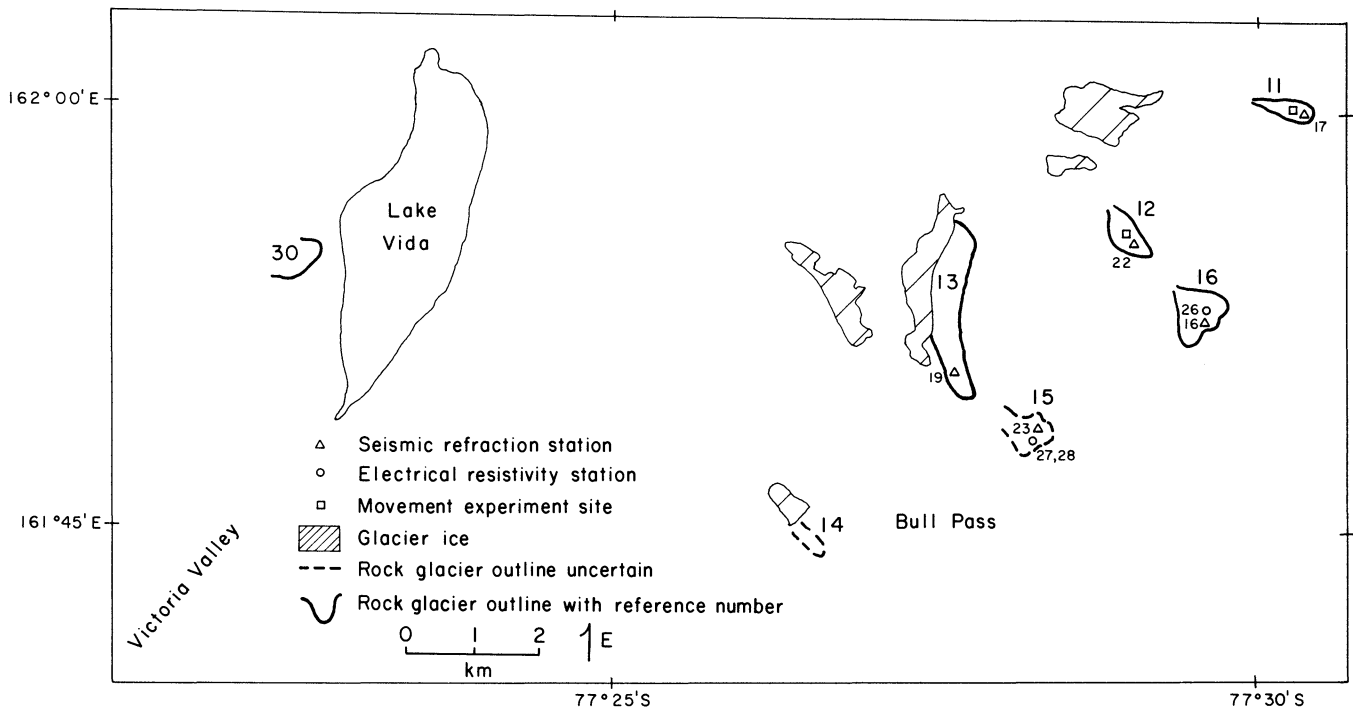 162°00'E
11
17
12
22
16
26
16
Lake
Vida
30
13
19
15
23
27,28
14
Bull Pass
161°45'E
Victoria Valley
Seismic refraction station
Electrical resistivity station
Movement experiment site
Glacier ice
Rock glacier outline uncertain
Rock glacier outline with reference number
0 1 2
km
E
77°25'S
77°30'S